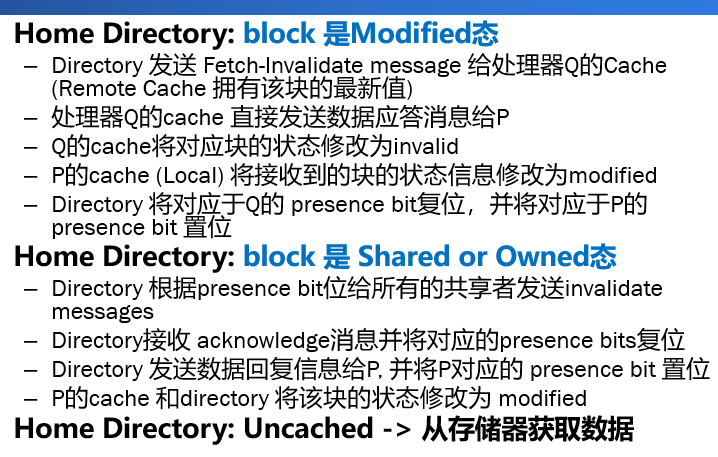 Home Directory: block 是Modified态
– Directory 发送 Fetch-Invalidate message 给处理器Q的Cache
(Remote Cache 拥有该块的最新值)
– 处理器Q的cache 直接发送数据应答消息给P
– Q的cache将对应块的状态修改为invalid
– P的cache (Local) 将接收到的块的状态信息修改为modified
– Directory 将对应于Q的 presence bit复位，并将对应于P的
presence bit 置位
Home Directory: block 是 Shared or Owned态
– Directory 根据presence bit位给所有的共享者发送invalidate
messages
– Directory接收 acknowledge消息并将对应的presence bits复位
– Directory 发送数据回复信息给P, 并将P对应的 presence bit 置位
– P的cache 和directory 将该块的状态修改为 modified
Home Directory: Uncached -> 从存储器获取数据